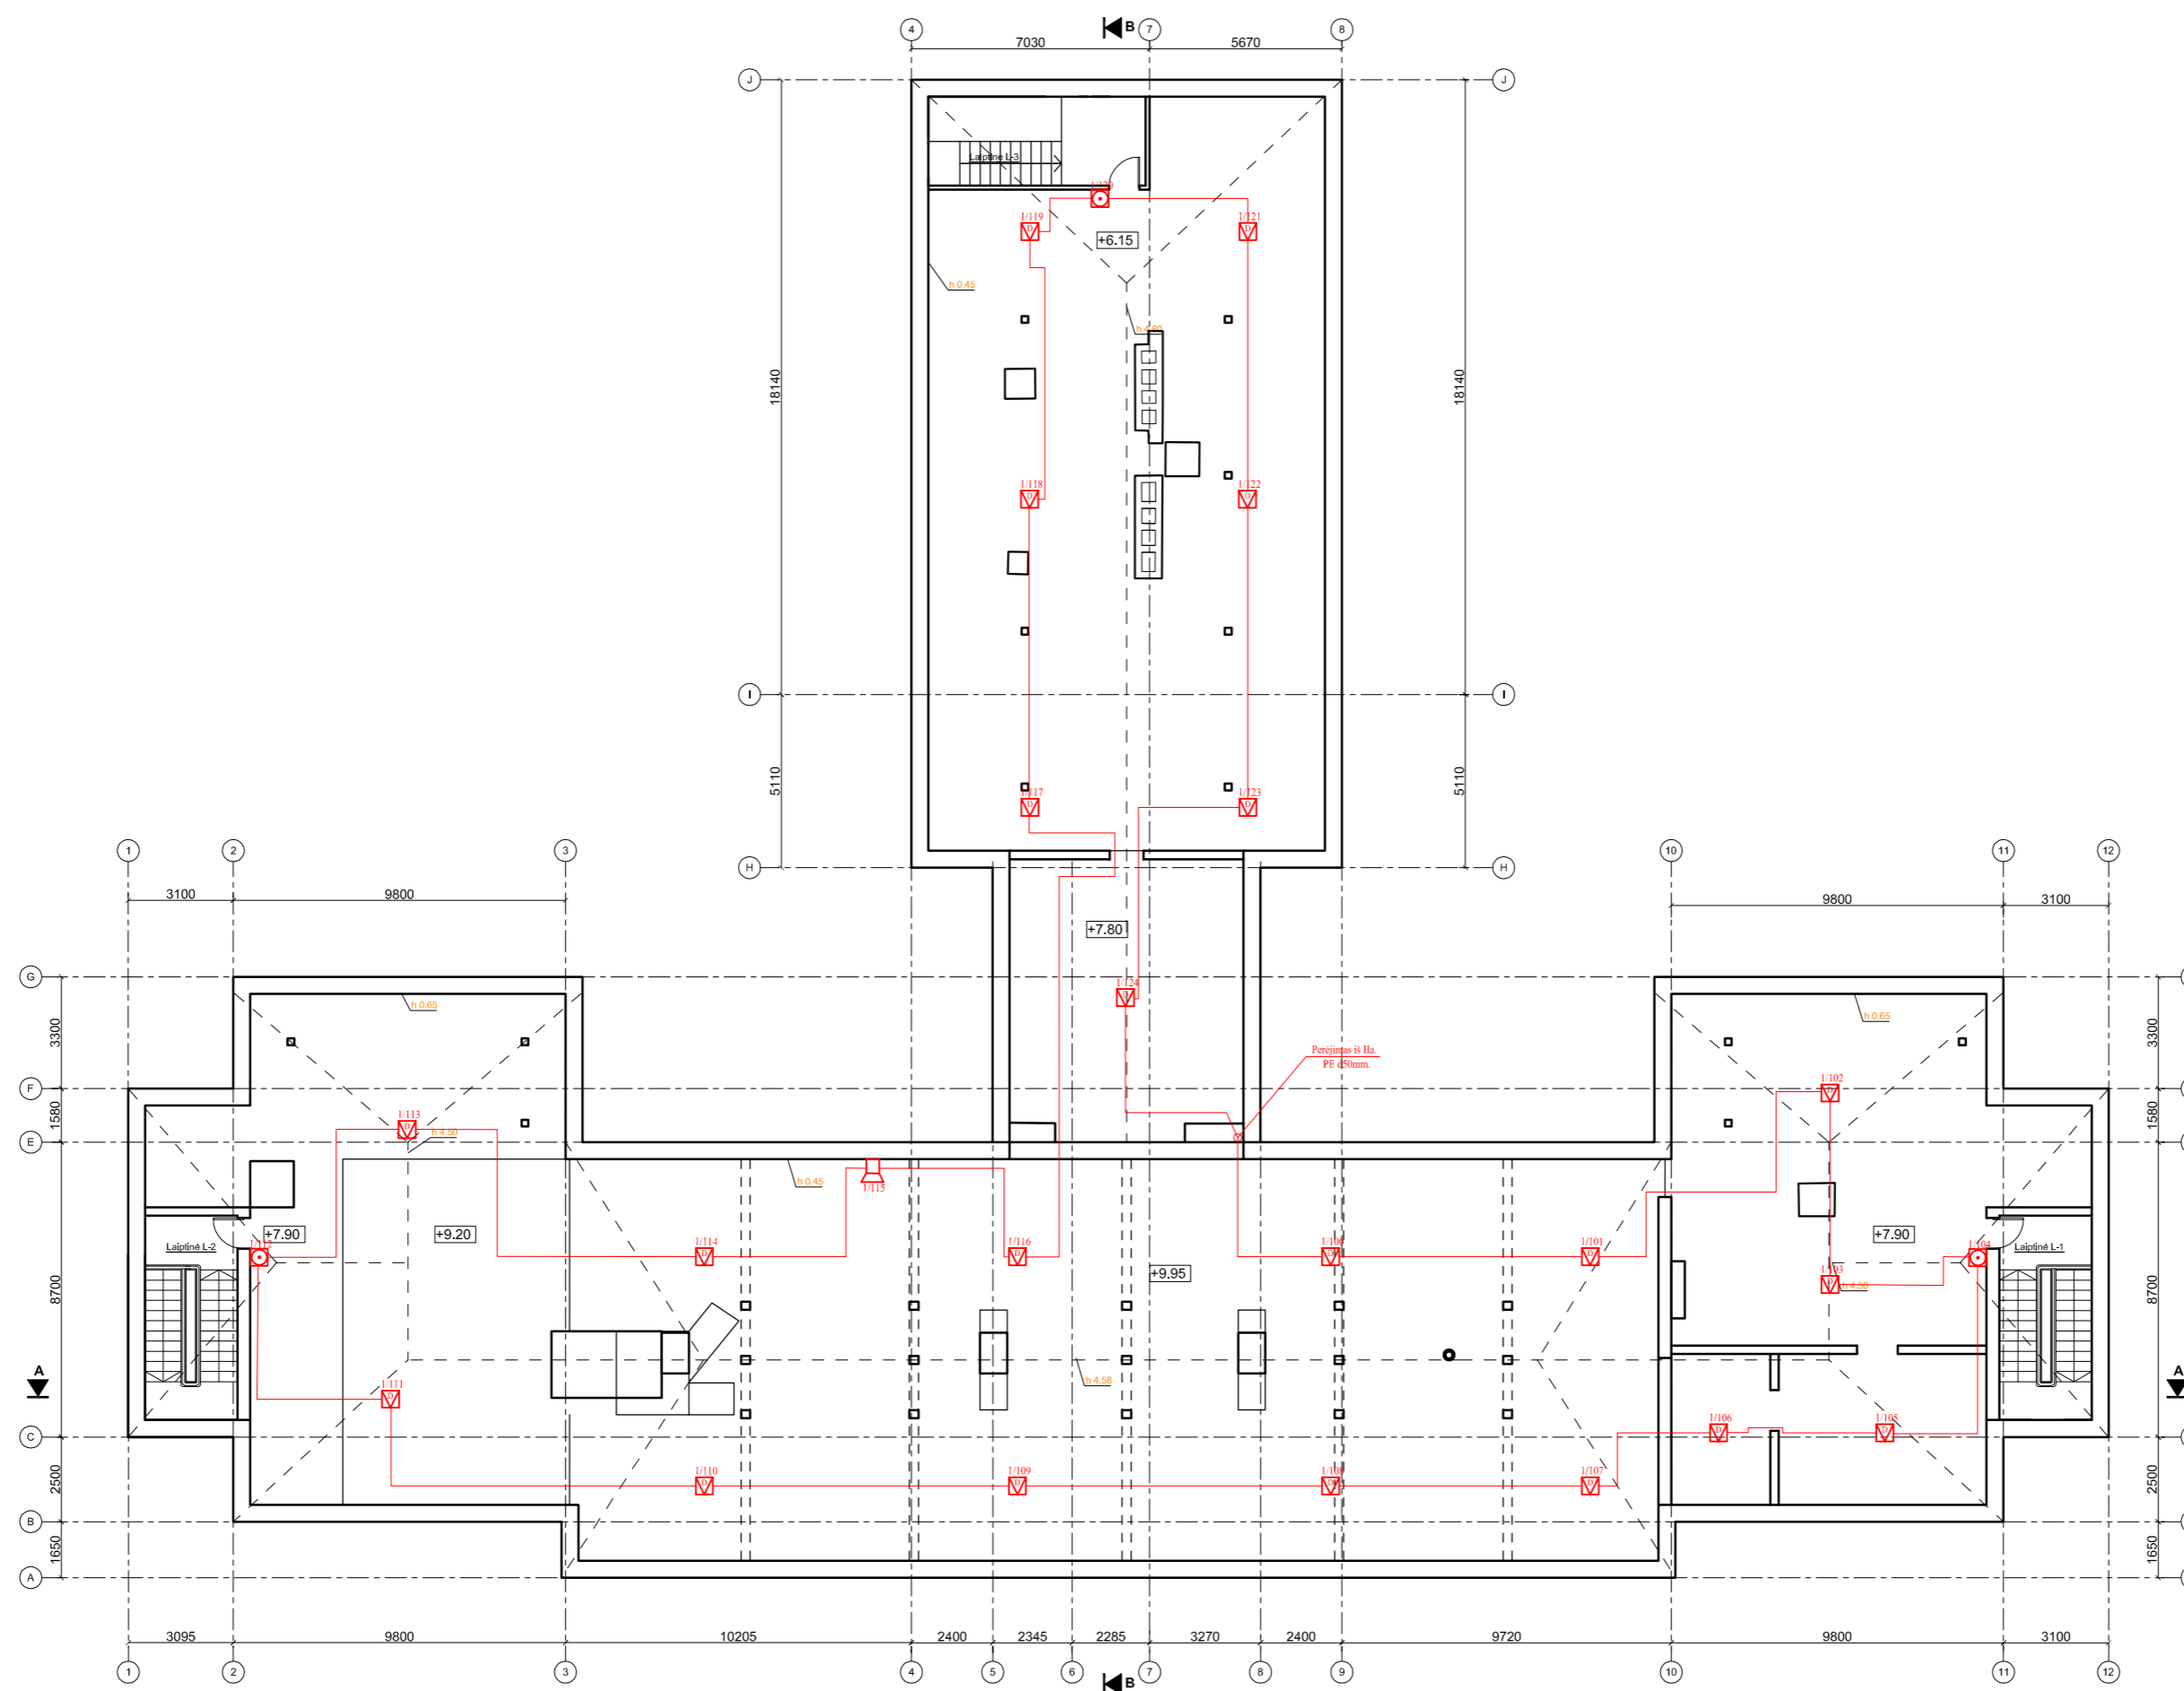 B
4
7
8
7030
5670
J
J
Laiptinė L-3
1/120
1/119
1/121
D
D
+6.15
h 0.45
h 4.80
18140
18140
1/118
1/122
D
D
I
I
5110
5110
1/117
1/123
D
D
1
2
3
10
11
12
H
H
3100
9800
9800
3100
+7.80
G
1/124
D
h 0.65
h 0.65
3300
3300
Perėjimas iš IIa.
PE d50mm.
F
1/102
D
1580
1580
1/113
D
h 4.50
E
h 0.45
1/115
+7.90
+9.20
+7.90
Laiptinė L-2
1/112
1/114
D
1/116
D
1/100
D
1/101
D
1/104
Laiptinė L-1
+9.95
1/103
D
h 4.50
8700
8700
A
A
h 4.58
1/111
D
1/106
D
1/105
D
C
2500
2500
1/110
D
1/109
D
1/108
D
1/107
D
B
1650
1650
A
3095
9800
10205
2400
2345
2285
3270
2400
9720
9800
3100
1
2
3
4
5
6
7
8
9
10
11
12
B